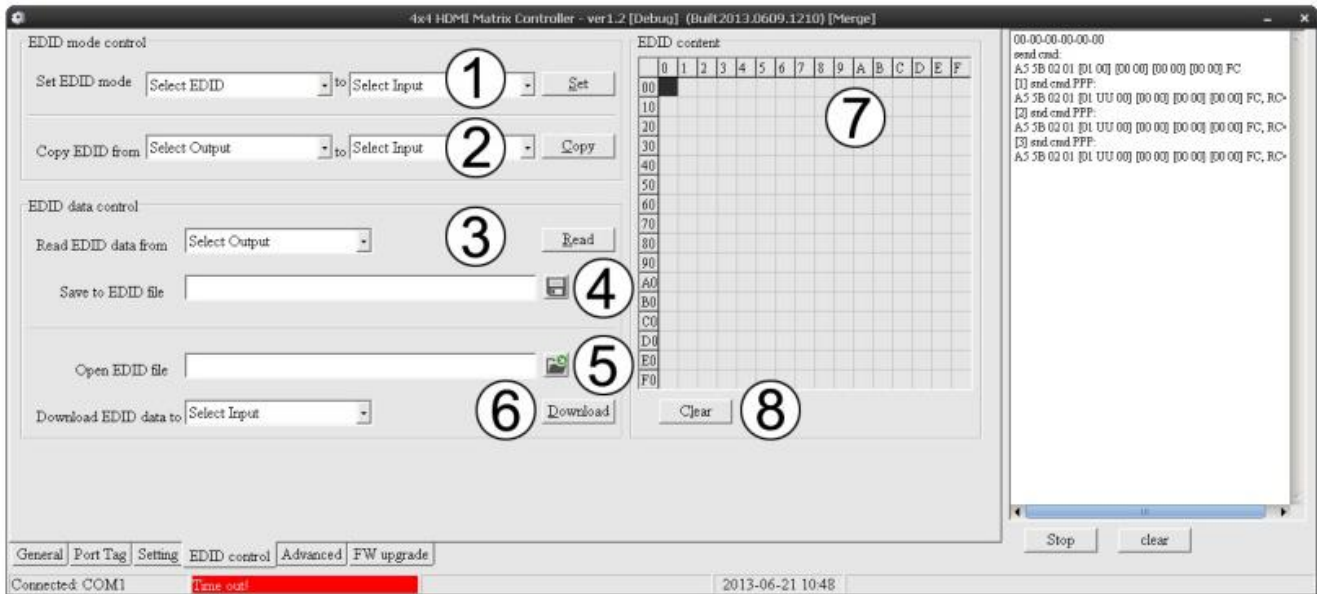 4x4 HDMI Matrix Controller - ver1.2 [Debug] (Built2013.0609.1210) [Merge]
EDID mode control
Set EDID mode Select EDID to Select Input 1 Set
Copy EDID from Select Output to Select Input 2 Copy
EDID data control
Read EDID data from Select Output 3 Read
Save to EDID file 4
Open EDID file 5
Download EDID data to Select Input 6 Download
EDID content
0 1 2 3 4 5 6 7 8 9 A B C D E F
00
10
20
30
40
50
60
70
80
90
A0
B0
C0
D0
E0
F0
7
Clear 8
00-00-00-00-00-00
send cmd:
A5 5B 02 01 [01 00] [00 00] [00 00] [00 00] FC
[1] snd cmd PPP:
A5 5B 02 01 [01 UU 00] [00 00] [00 00] [00 00] FC, RC
[2] snd cmd PPP:
A5 5B 02 01 [01 UU 00] [00 00] [00 00] [00 00] FC, RC
[3] snd cmd PPP:
A5 5B 02 01 [01 UU 00] [00 00] [00 00] [00 00] FC, RC
Stop clear
General Port Tag Setting EDID control Advanced FW upgrade
Connected: COM1 Time out! 2013-06-21 10:48